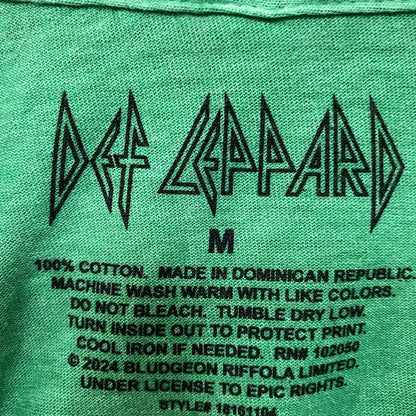 DEF LEPPARD
M
100% COTTON. MADE IN DOMINICAN REPUBLIC.
MACHINE WASH WARM WITH LIKE COLORS.
DO NOT BLEACH. TUMBLE DRY LOW.
TURN INSIDE OUT TO PROTECT PRINT.
COOL IRON IF NEEDED. RN# 102050
© 2024 BLUDGEON RIFFOLA LIMITED.
UNDER LICENSE TO EPIC RIGHTS.
STYLE# 18161104